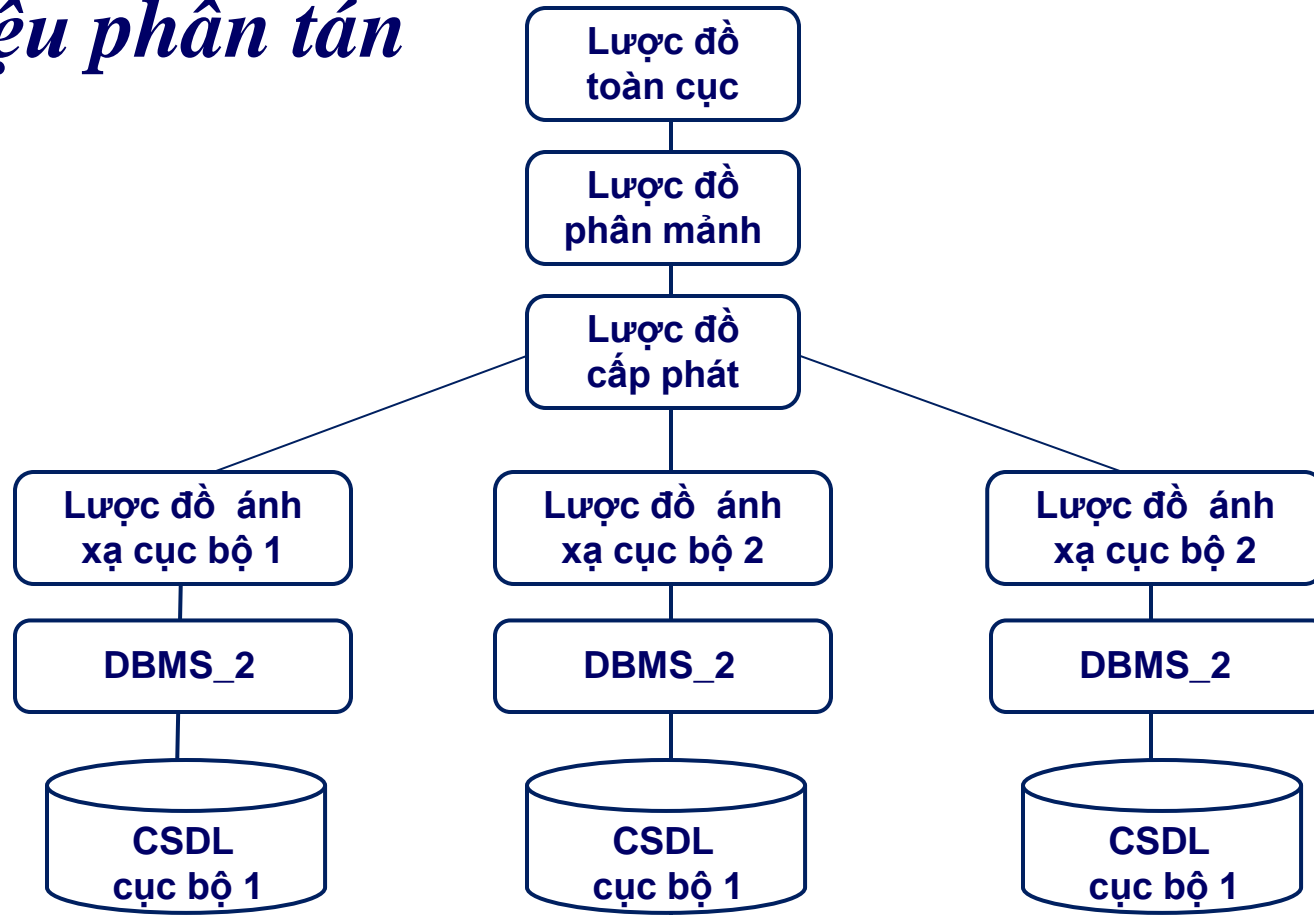 ệu phân tán
Lược đồ
toàn cục
Lược đồ
phân mảnh
Lược đồ
cấp phát
Lược đồ ánh
xạ cục bộ 1
Lược đồ ánh
xạ cục bộ 2
Lược đồ ánh
xạ cục bộ 2
DBMS_2
DBMS_2
DBMS_2
CSDL
cục bộ 1
CSDL
cục bộ 1
CSDL
cục bộ 1